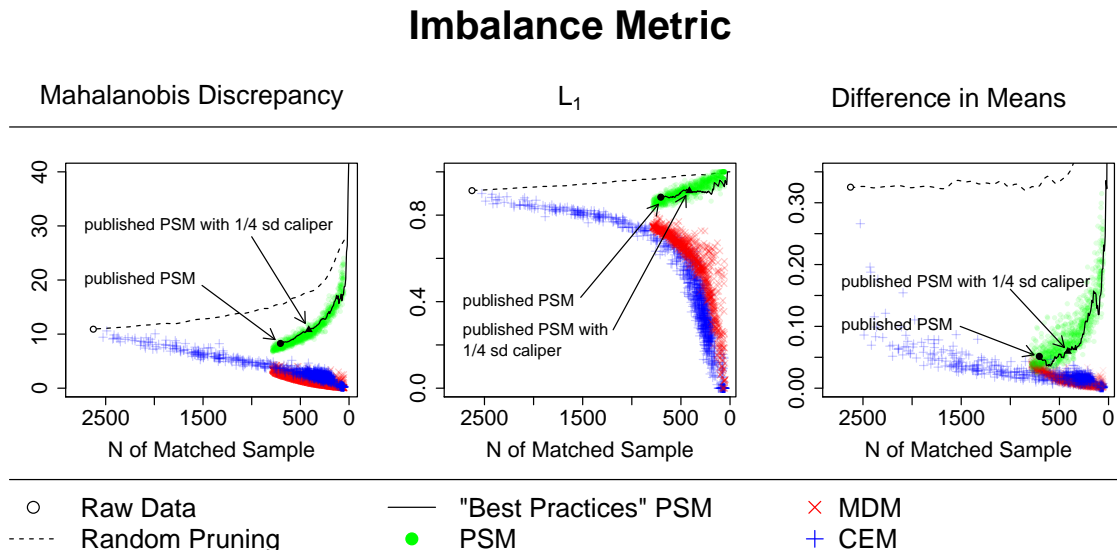 Imbalance Metric
Mahalanobis Discrepancy
L1
Difference in Means
40
30
20
10
0
published PSM with 1/4 sd caliper
published PSM
2500
1500
500
0
N of Matched Sample
0.8
0.4
0.0
published PSM
published PSM with
1/4 sd caliper
2500
1500
500
0
N of Matched Sample
0.30
0.20
0.10
0.00
published PSM with 1/4 sd caliper
published PSM
2500
1500
500
0
N of Matched Sample
Raw Data
"Best Practices" PSM
MDM
Random Pruning
PSM
CEM